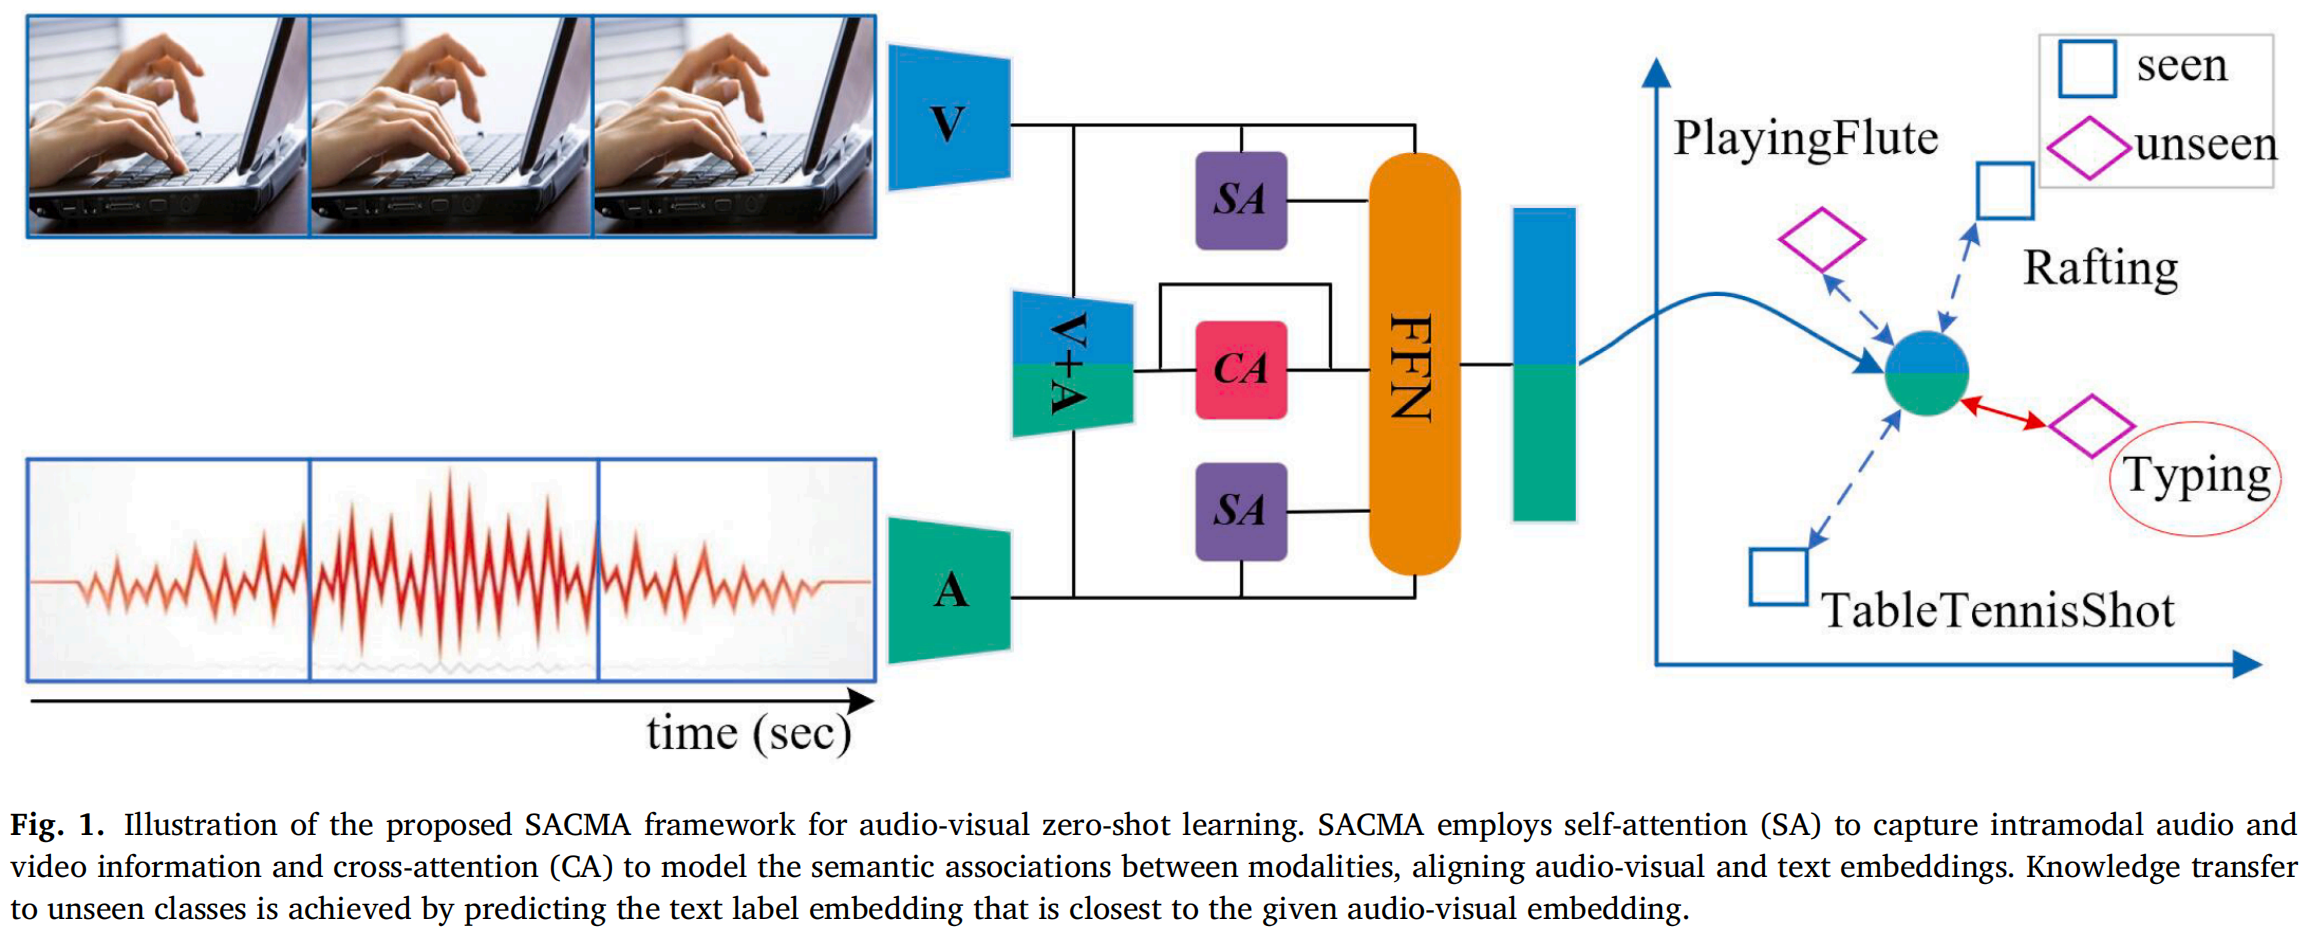 V
SA
V+A
CA
FFN
SA
A
time (sec)
seen
unseen
PlayingFlute
Rafting
Typing
TableTennisShot
Fig. 1. Illustration of the proposed SACMA framework for audio-visual zero-shot learning. SACMA employs self-attention (SA) to capture intramodal audio and
video information and cross-attention (CA) to model the semantic associations between modalities, aligning audio-visual and text embeddings. Knowledge transfer
to unseen classes is achieved by predicting the text label embedding that is closest to the given audio-visual embedding.